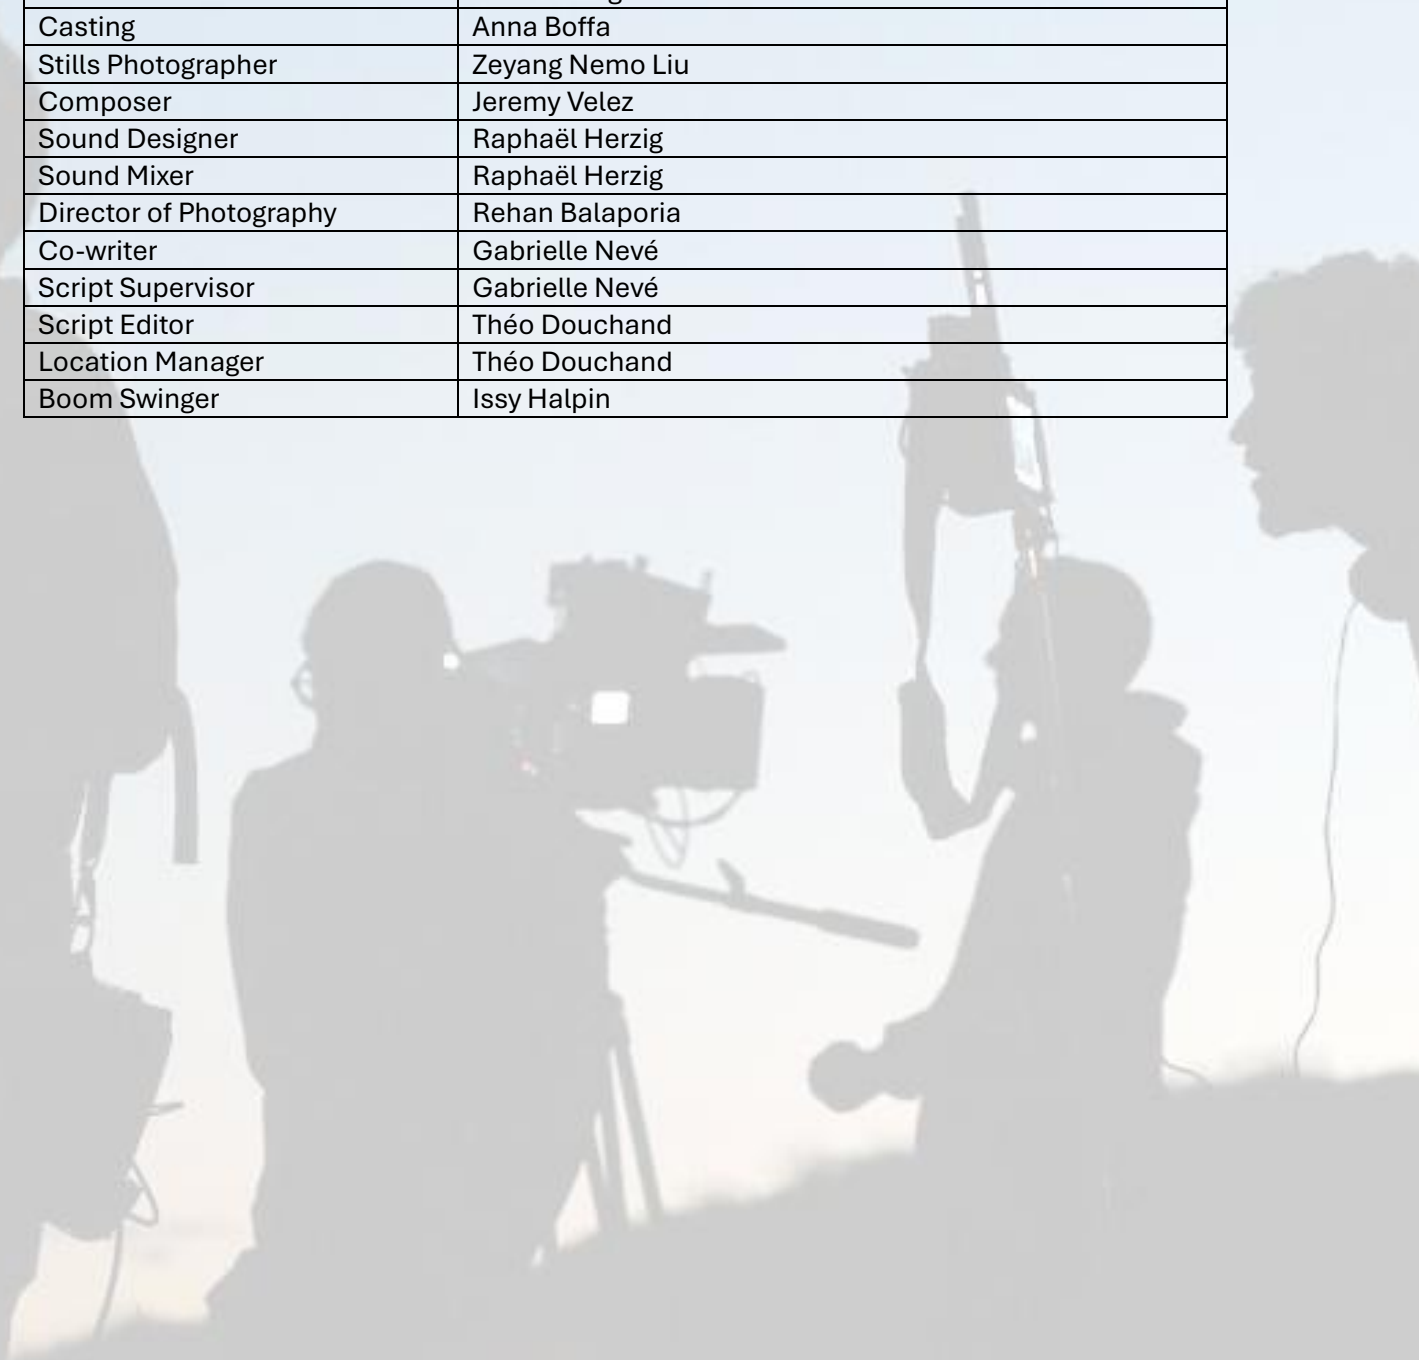 Casting Anna Boffa
Stills Photographer Zeyang Nemo Liu
Composer Jeremy Velez
Sound Designer Raphaël Herzig
Sound Mixer Raphaël Herzig
Director of Photography Rehan Balaporia
Co-writer Gabrielle Nevé
Script Supervisor Gabrielle Nevé
Script Editor Théo Douchand
Location Manager Théo Douchand
Boom Swinger Issy Halpin